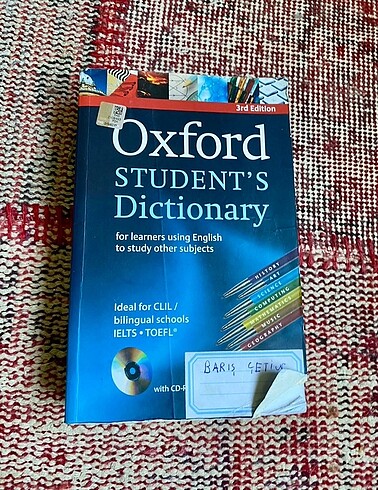 3rd Edition
Oxford
STUDENT'S
Dictionary
for learners using English
to study other subjects
HISTORY
ART
SCIENCE
COMPUTING
MATHEMATICS
MUSIC
GEOGRAPHY
Ideal for CLIL /
bilingual schools
IELTS • TOEFL®
with CD-R
BARIŞ